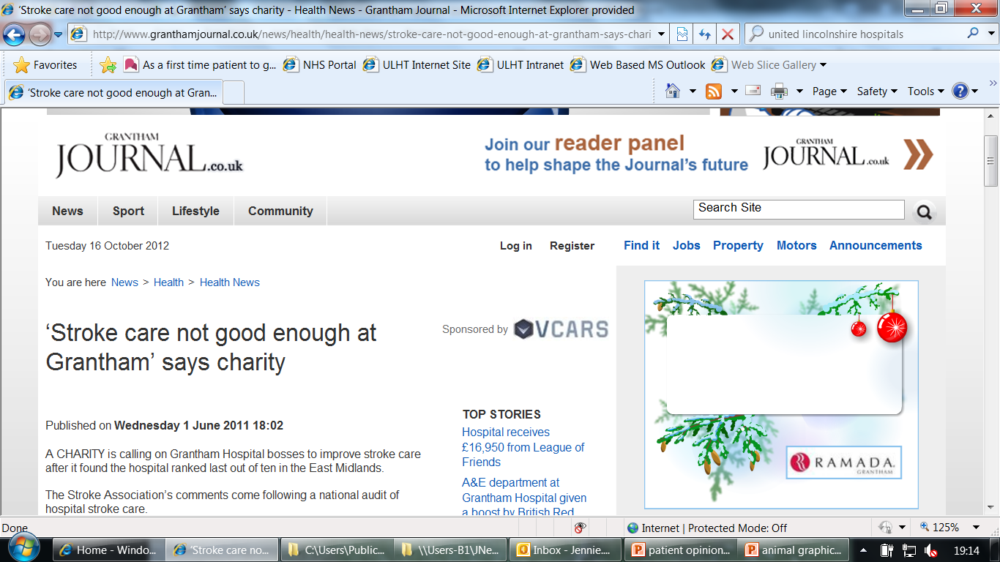 ‘Stroke care not good enough at Grantham’ says charity - Health News - Grantham Journal - Microsoft Internet Explorer provided
http://www.granthamjournal.co.uk/news/health/health-news/stroke-care-not-good-enough-at-grantham-says-chari
united lincolnshire hospitals
Favorites
As a first time patient to g...
NHS Portal
ULHT Internet Site
ULHT Intranet
Web Based MS Outlook
Web Slice Gallery
‘Stroke care not good enough at Gran...
Page
Safety
Tools
GRANTHAM
JOURNAL.co.uk
Join our reader panel
to help shape the Journal’s future
GRANTHAM
JOURNAL.co.uk
News
Sport
Lifestyle
Community
Search Site
Tuesday 16 October 2012
Log in
Register
Find it
Jobs
Property
Motors
Announcements
You are here News > Health > Health News
‘Stroke care not good enough at
Grantham’ says charity
Sponsored by VCARS
Published on Wednesday 1 June 2011 18:02
A CHARITY is calling on Grantham Hospital bosses to improve stroke care
after it found the hospital ranked last out of ten in the East Midlands.
The Stroke Association’s comments come following a national audit of
hospital stroke care.
TOP STORIES
Hospital receives
£16,950 from League of
Friends
A&E department at
Grantham Hospital given
a boost by British Red
RAMADA
GRANTHAM
Done
Internet | Protected Mode: Off
125%
Home - Windo...
‘Stroke care no...
C:\Users\Public...
\\Users-B1\JNe...
Inbox - Jennie...
patient opinion...
animal graphic...
19:14